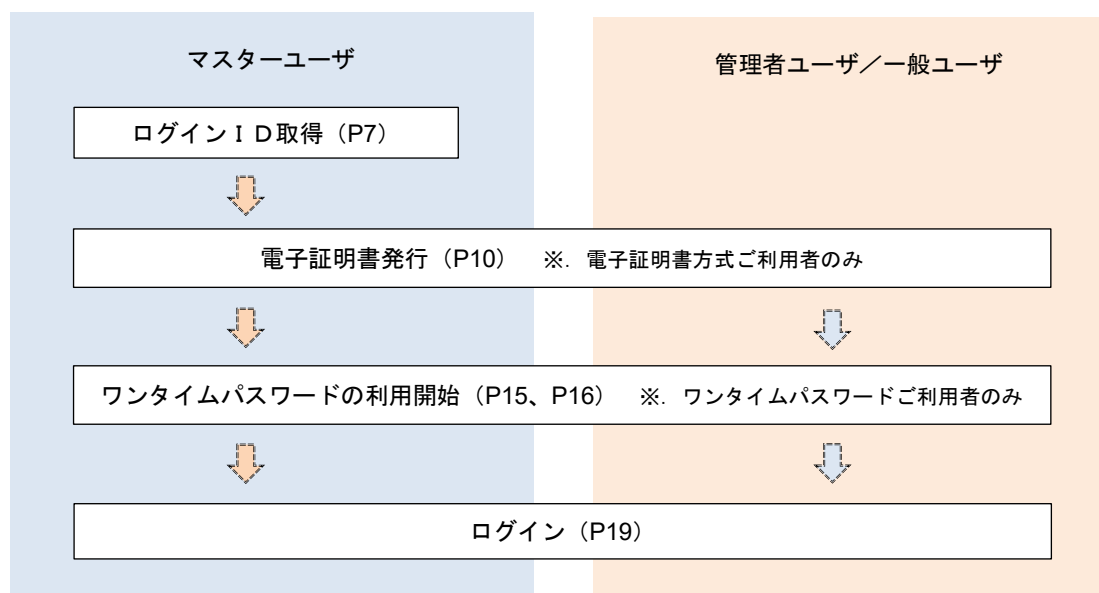 マスターユーザ
管理者ユーザ／一般ユーザ
ログインＩＤ取得（P7）
電子証明書発行（P10）　※. 電子証明書方式ご利用者のみ
ワンタイムパスワードの利用開始（P15、P16）　※. ワンタイムパスワードご利用者のみ
ログイン（P19）